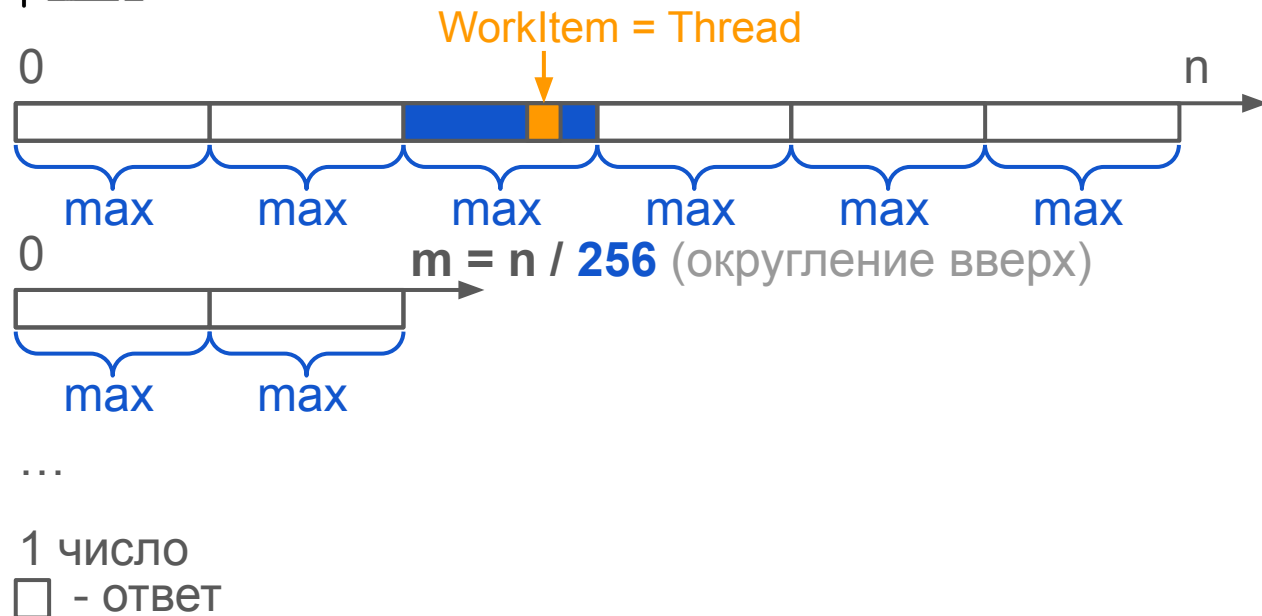 WorkItem = Thread
0 n
max max max max max max
0 m = n / 256 (округление вверх)
max max
…
1 число
- ответ